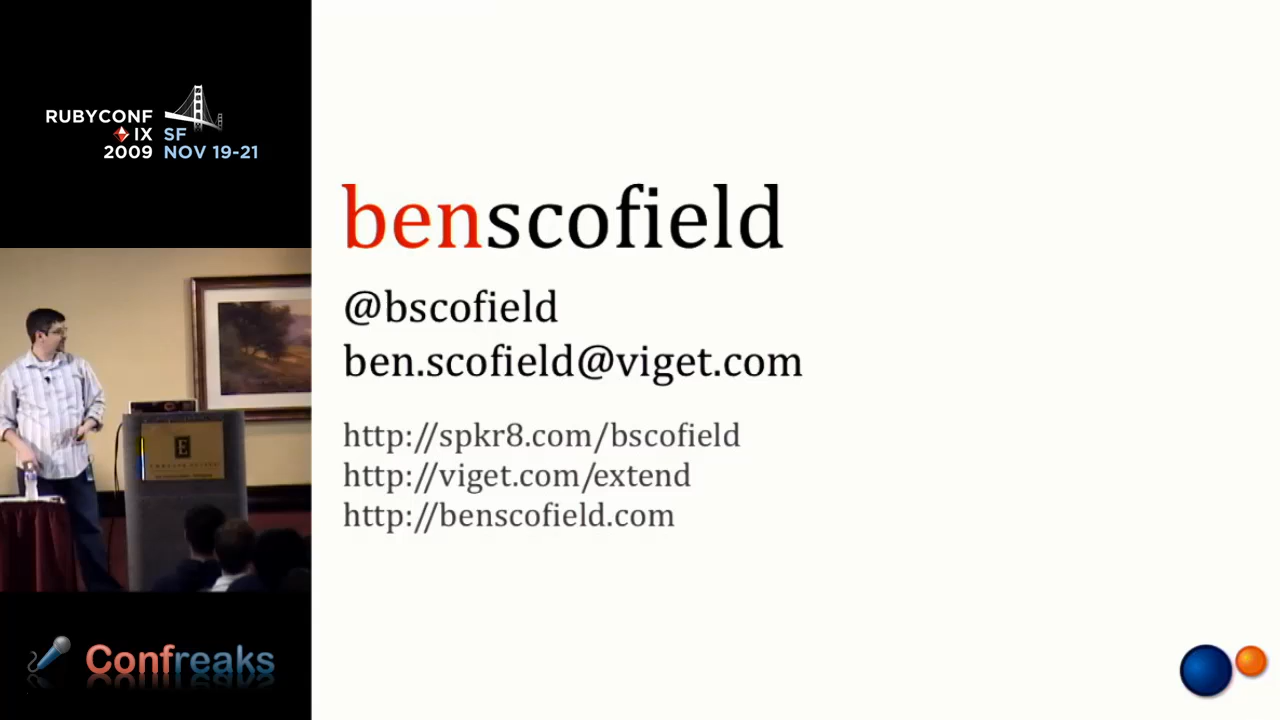 RUBYCONF
IX SF
2009 NOV 19-21
benscofield
@bscofield
ben.scofield@viget.com
http://spkr8.com/bscofield
http://viget.com/extend
http://benscofield.com
E
Confreaks